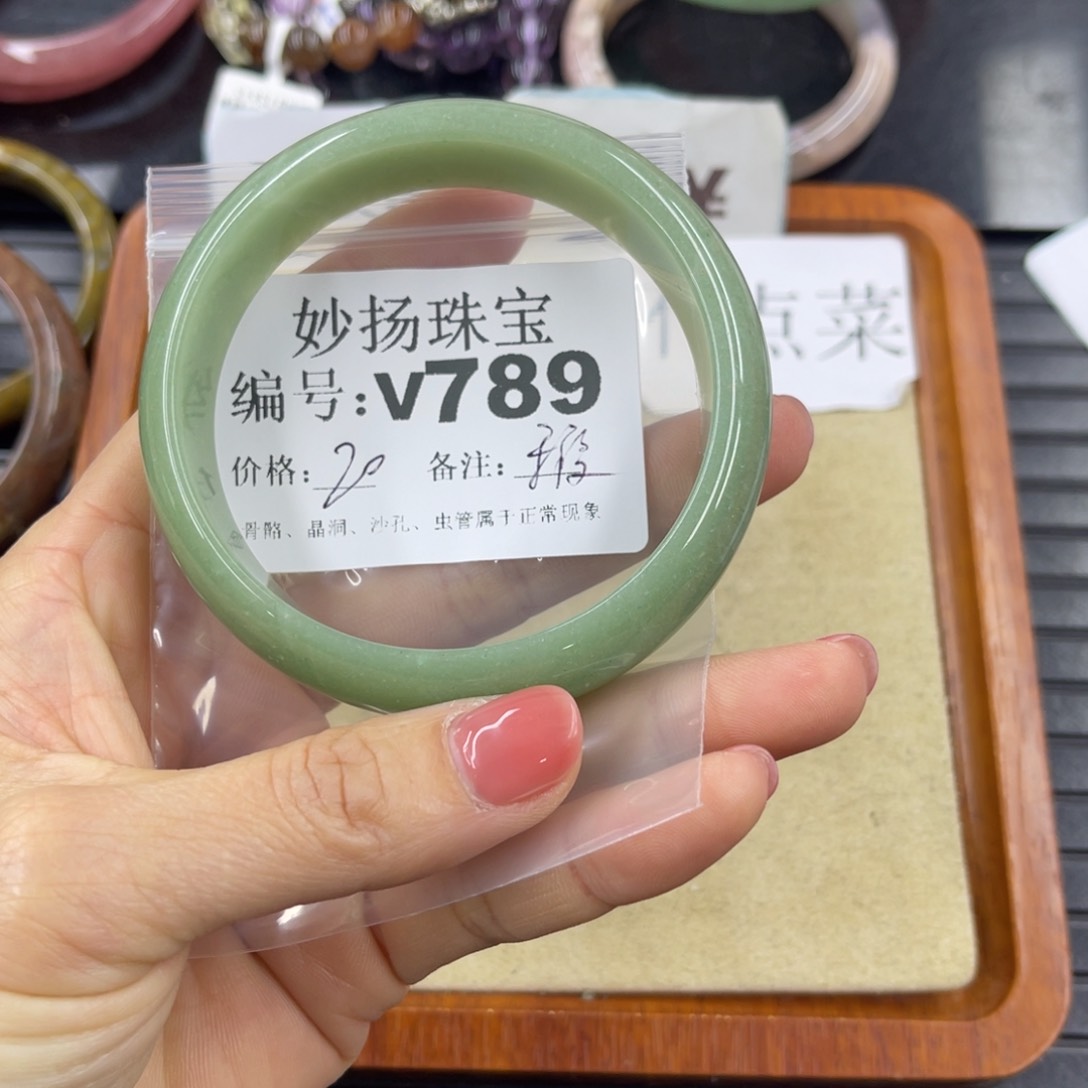 妙扬珠宝
编号:v789
价格:20 备注:
骨骼、晶洞、沙孔、虫管属于正常现象
点菜